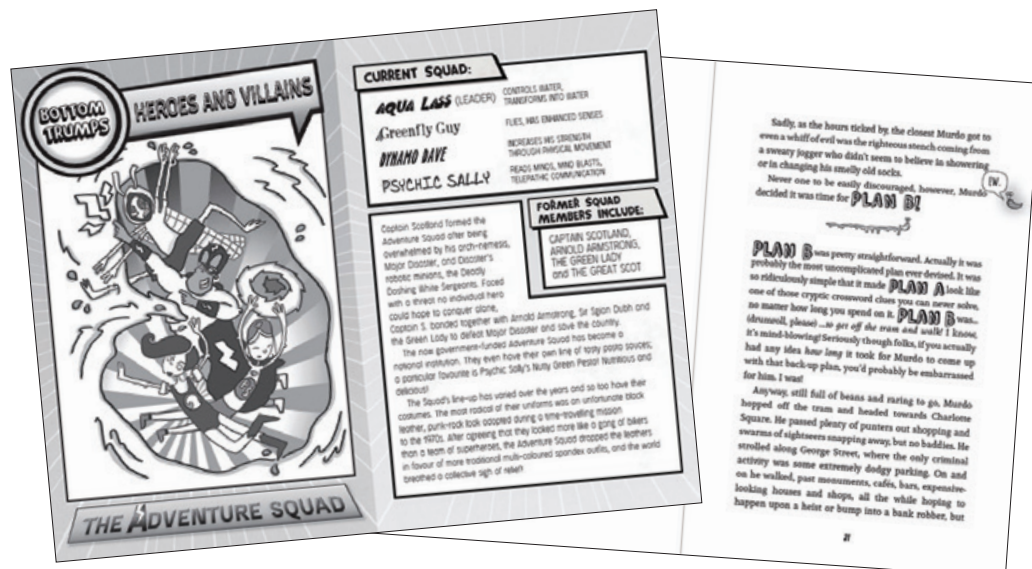 BOTTOM
TRUMPS
HEROES AND VILLAINS
THE ADVENTURE SQUAD
CURRENT SQUAD:
AQUA LASS (LEADER)
CONTROLS WATER,
TRANSFORMS INTO WATER
Greenfly Guy
FLIES, HAS ENHANCED SENSES
DYNAMO DAVE
INCREASES HIS STRENGTH
THROUGH PHYSICAL MOVEMENT
PSYCHIC SALLY
READS MINDS, MIND BLASTS,
TELEPATHIC COMMUNICATION
FORMER SQUAD
MEMBERS INCLUDE:
CAPTAIN SCOTLAND,
ARNOLD ARMSTRONG,
THE GREEN LADY
and THE GREAT SCOT
Captain Scotland formed the
Adventure Squad after being
overwhelmed by his arch-nemesis,
Major Disaster, and Disaster's
robotic minions, the Deadly
Dashing White Sergeants. Faced
with a threat no individual hero
could hope to conquer alone,
Captain S. banded together with Arnold Armstrong, Sir Sgian Dubh and
the Green Lady to defeat Major Disaster and save the country.
The now government-funded Adventure Squad has become a
national institution. They even have their own line of tasty pasta sauces;
a particular favourite is Psychic Sally's Nutty Green Pesto! Nutritious and
delicious!
The Squad's line-up has varied over the years and so too have their
costumes. The most radical of their uniforms was an unfortunate black
leather, punk-rock look adopted during a time-travelling mission
to the 1970s. After agreeing that they looked more like a gang of bikers
than a team of superheroes, the Adventure Squad dropped the leathers
in favour of more traditional multi-coloured spandex outfits, and the world
breathed a collective sigh of relief!
Sadly, as the hours ticked by, the closest Murdo got to
even a whiff of evil was the righteous stench coming from
a sweaty jogger who didn't seem to believe in showering
or in changing his smelly old socks.
Never one to be easily discouraged, however, Murdo
decided it was time for PLAN B!
EW.
PLAN B was pretty straightforward. Actually it was
probably the most uncomplicated plan ever devised. It was
so ridiculously simple that it made PLAN A look like
one of those cryptic crossword clues you can never solve,
no matter how long you spend on it. PLAN B was...
(drumroll, please) ...to get off the tram and walk! I know,
it's mind-blowing! Seriously though folks, if you actually
had any idea how long it took for Murdo to come up
with that back-up plan, you'd probably be embarrassed
for him. I was!
Anyway, still full of beans and raring to go, Murdo
hopped off the tram and headed towards Charlotte
Square. He passed plenty of punters out shopping and
swarms of sightseers snapping away, but no baddies. He
strolled along George Street, where the only criminal
activity was some extremely dodgy parking. On and
on he walked, past monuments, cafés, bars, expensive-
looking houses and shops, all the while hoping to
happen upon a heist or bump into a bank robber, but